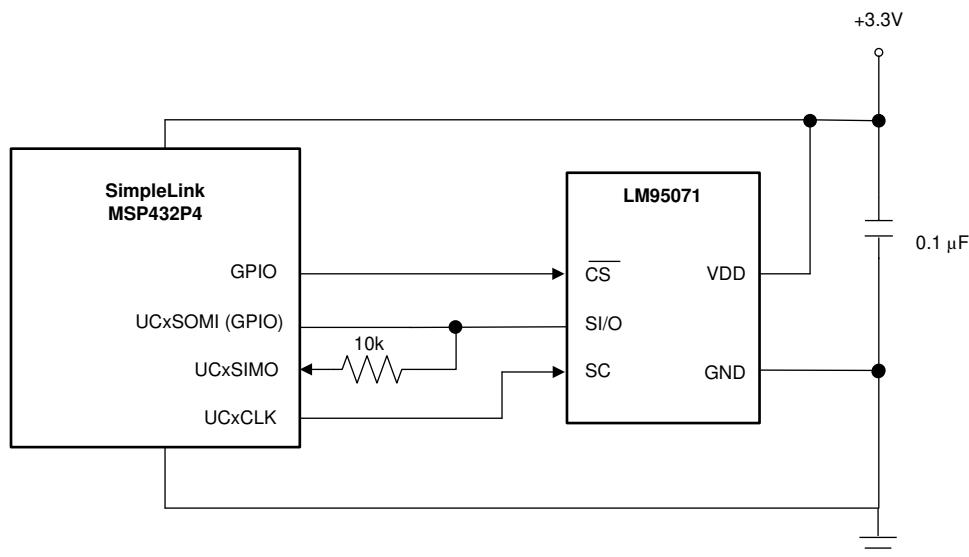 +3.3V
SimpleLink
MSP432P4
LM95071
0.1 μF
GPIO
CS
VDD
UCxSOMI (GPIO)
SI/O
10k
UCxSIMO
SC
GND
UCxCLK